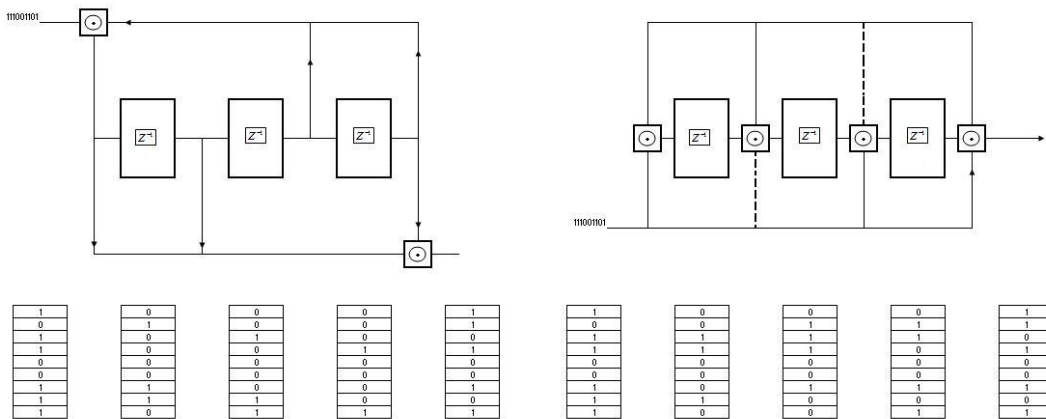 111001101
Z⁻¹ Z⁻¹ Z⁻¹ Z⁻¹ Z⁻¹ Z⁻¹
111001101
1 0 0 0 1 1 0 0 0 1
0 1 0 0 1 0 0 1 1 1
1 0 1 0 0 1 1 1 1 0
1 0 0 1 1 1 1 1 0 1
0 0 0 0 0 0 0 0 0 0
0 0 0 0 0 0 0 0 0 0
1 1 0 0 1 1 0 1 1 1
1 1 1 0 0 1 1 0 0 0
1 0 1 1 1 1 0 0 1 1